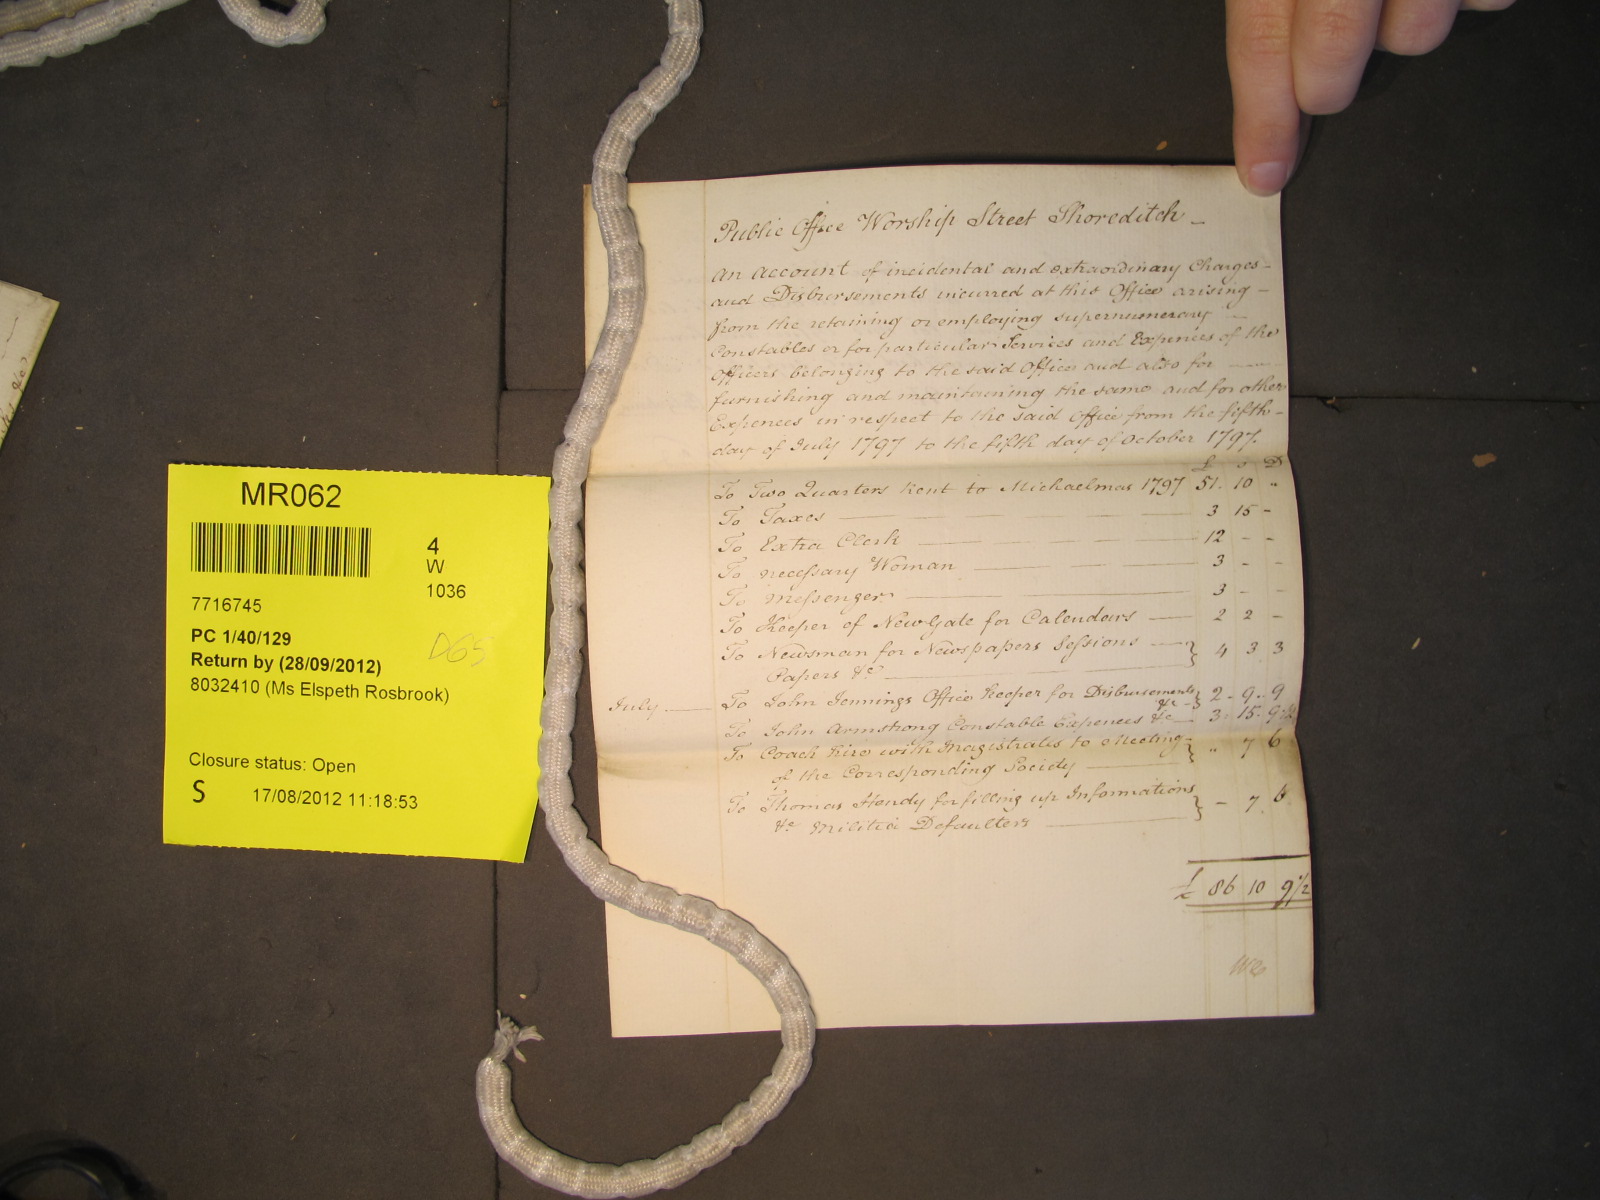 MR062
4
W
1036
7716745
PC 1/40/129
D65
Return by (28/09/2012)
8032410 (Ms Elspeth Rosbrook)
Closure status: Open
S 17/08/2012 11:18:53
Public Office Worship Street Shoreditch
An Account of incidental and extraordinary Charges
and Disbursements incurred at this Office arising
from the retaining or employing supernumerary
Constables or for particular Services and Expences of the
Officers belonging to the said Office and also for
furnishing and maintaining the same and for other
Expences in respect to the said Office from the fifth
day of July 1797 to the fifth day of October 1797.
£ s D
To Two Quarters Rent to Michaelmas 1797 51. 10 "
To Taxes 3 15 -
To Extra Clerk 12 - -
To necessary Woman 3 - -
To Messenger 3 - -
To Keeper of NewGate for Calendars 2 2 -
To Newsman for Newspapers Sessions
Papers &c 4 3 3
July To John Jennings Office keeper for Disbursements &c 2 - 9 .. 9
To John Armstrong Constable Expences &c 3 . 15 . 9½
To Coach hire with Magistrates to Meeting
of the Corresponding Society " 7 6
To Thomas Handy for filling up Informations
&c Militia Defaulters - 7 6
£ 86 10 9½